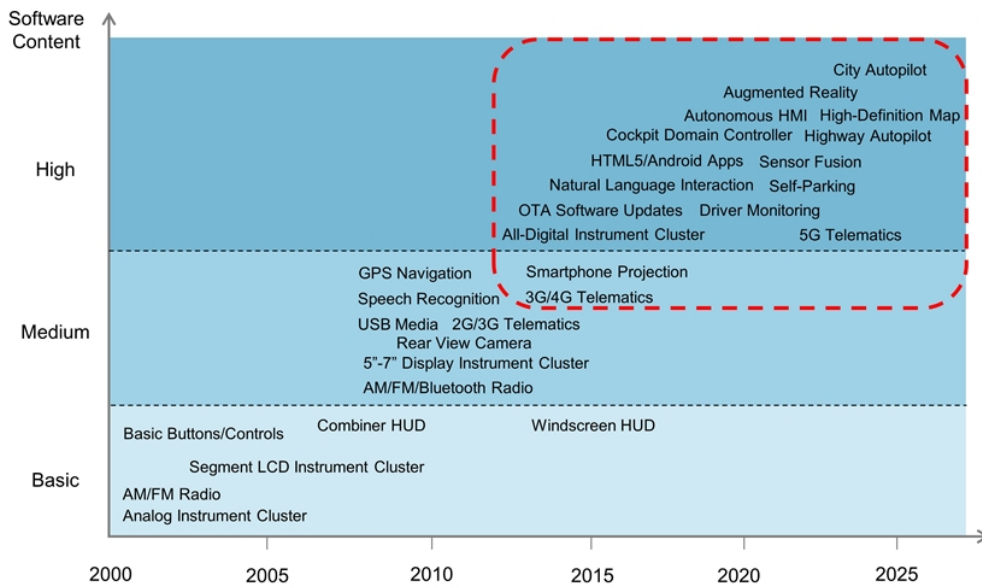 Software
Content
City Autopilot
Augmented Reality
Autonomous HMI High-Definition Map
Cockpit Domain Controller Highway Autopilot
High
HTML5/Android Apps Sensor Fusion
Natural Language Interaction Self-Parking
OTA Software Updates Driver Monitoring
All-Digital Instrument Cluster 5G Telematics
GPS Navigation Smartphone Projection
Speech Recognition 3G/4G Telematics
Medium
USB Media 2G/3G Telematics
Rear View Camera
5”-7” Display Instrument Cluster
AM/FM/Bluetooth Radio
Basic Buttons/Controls Combiner HUD Windscreen HUD
Segment LCD Instrument Cluster
Basic
AM/FM Radio
Analog Instrument Cluster
2000 2005 2010 2015 2020 2025